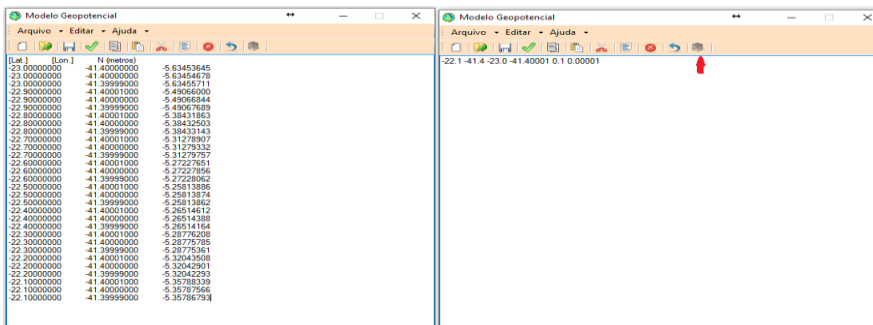 Modelo Geopotencial
Arquivo Editar Ajuda
[Lat.] [Lon.] N (metros)
-23.00000000 -41.40001000 -5.63453645
-23.00000000 -41.40000000 -5.63454678
-23.00000000 -41.39999000 -5.63455711
-22.90000000 -41.40001000 -5.49066000
-22.90000000 -41.40000000 -5.49066844
-22.90000000 -41.39999000 -5.49067689
-22.80000000 -41.40001000 -5.38431863
-22.80000000 -41.40000000 -5.38432503
-22.80000000 -41.39999000 -5.38433143
-22.70000000 -41.40001000 -5.31278907
-22.70000000 -41.40000000 -5.31279332
-22.70000000 -41.39999000 -5.31279757
-22.60000000 -41.40001000 -5.27227651
-22.60000000 -41.40000000 -5.27227856
-22.60000000 -41.39999000 -5.27228062
-22.50000000 -41.40001000 -5.25813886
-22.50000000 -41.40000000 -5.25813874
-22.50000000 -41.39999000 -5.25813862
-22.40000000 -41.40001000 -5.26514612
-22.40000000 -41.40000000 -5.26514388
-22.40000000 -41.39999000 -5.26514164
-22.30000000 -41.40001000 -5.28776208
-22.30000000 -41.40000000 -5.28775785
-22.30000000 -41.39999000 -5.28775361
-22.20000000 -41.40001000 -5.32043508
-22.20000000 -41.40000000 -5.32042901
-22.20000000 -41.39999000 -5.32042293
-22.10000000 -41.40001000 -5.35788339
-22.10000000 -41.40000000 -5.35787566
-22.10000000 -41.39999000 -5.35786793
Modelo Geopotencial
Arquivo Editar Ajuda
-22.1 -41.4 -23.0 -41.40001 0.1 0.00001